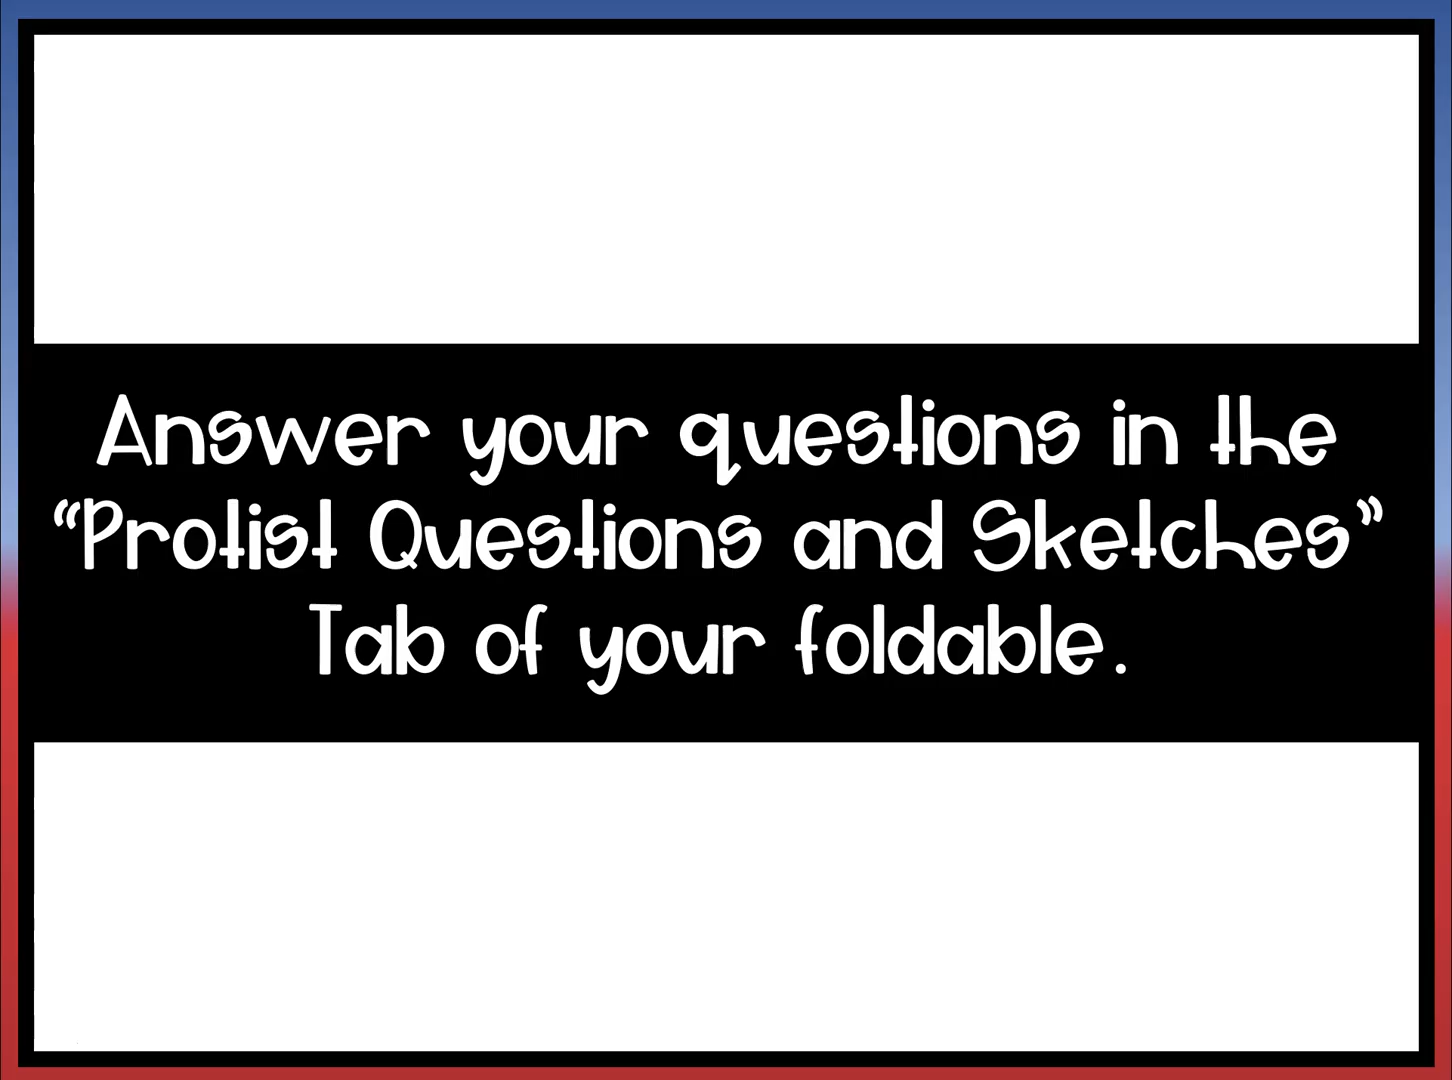 Answer your questions in the
“Protist Questions and Sketches”
Tab of your foldable.